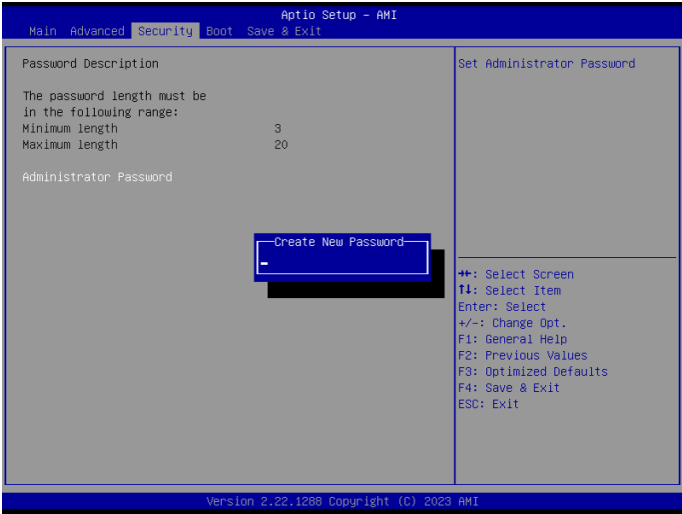 Aptio Setup - AMI
Main Advanced Security Boot Save & Exit
Password Description
The password length must be
in the following range:
Minimum length 3
Maximum length 20
Administrator Password
Create New Password
Set Administrator Password
→←: Select Screen
↑↓: Select Item
Enter: Select
+/-: Change Opt.
F1: General Help
F2: Previous Values
F3: Optimized Defaults
F4: Save & Exit
ESC: Exit
Version 2.22.1288 Copyright (C) 2023 AMI